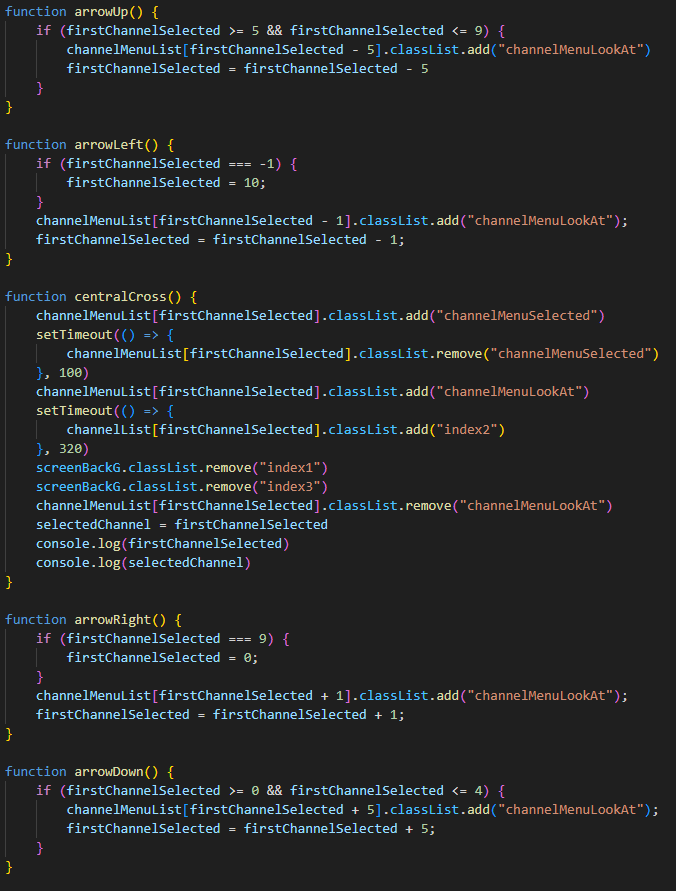 function arrowUp() {
    if (firstChannelSelected >= 5 && firstChannelSelected <= 9) {
        channelMenuList[firstChannelSelected - 5].classList.add("channelMenuLookAt")
        firstChannelSelected = firstChannelSelected - 5
    }
}

function arrowLeft() {
    if (firstChannelSelected === -1) {
        firstChannelSelected = 10;
    }
    channelMenuList[firstChannelSelected - 1].classList.add("channelMenuLookAt");
    firstChannelSelected = firstChannelSelected - 1;
}

function centralCross() {
    channelMenuList[firstChannelSelected].classList.add("channelMenuSelected")
    setTimeout(() => {
        channelMenuList[firstChannelSelected].classList.remove("channelMenuSelected")
    }, 100)
    channelMenuList[firstChannelSelected].classList.add("channelMenuLookAt")
    setTimeout(() => {
        channelList[firstChannelSelected].classList.add("index2")
    }, 320)
    screenBackG.classList.remove("index1")
    screenBackG.classList.remove("index3")
    channelMenuList[firstChannelSelected].classList.remove("channelMenuLookAt")
    selectedChannel = firstChannelSelected
    console.log(firstChannelSelected)
    console.log(selectedChannel)
}

function arrowRight() {
    if (firstChannelSelected === 9) {
        firstChannelSelected = 0;
    }
    channelMenuList[firstChannelSelected + 1].classList.add("channelMenuLookAt");
    firstChannelSelected = firstChannelSelected + 1;
}

function arrowDown() {
    if (firstChannelSelected >= 0 && firstChannelSelected <= 4) {
        channelMenuList[firstChannelSelected + 5].classList.add("channelMenuLookAt");
        firstChannelSelected = firstChannelSelected + 5;
    }
}